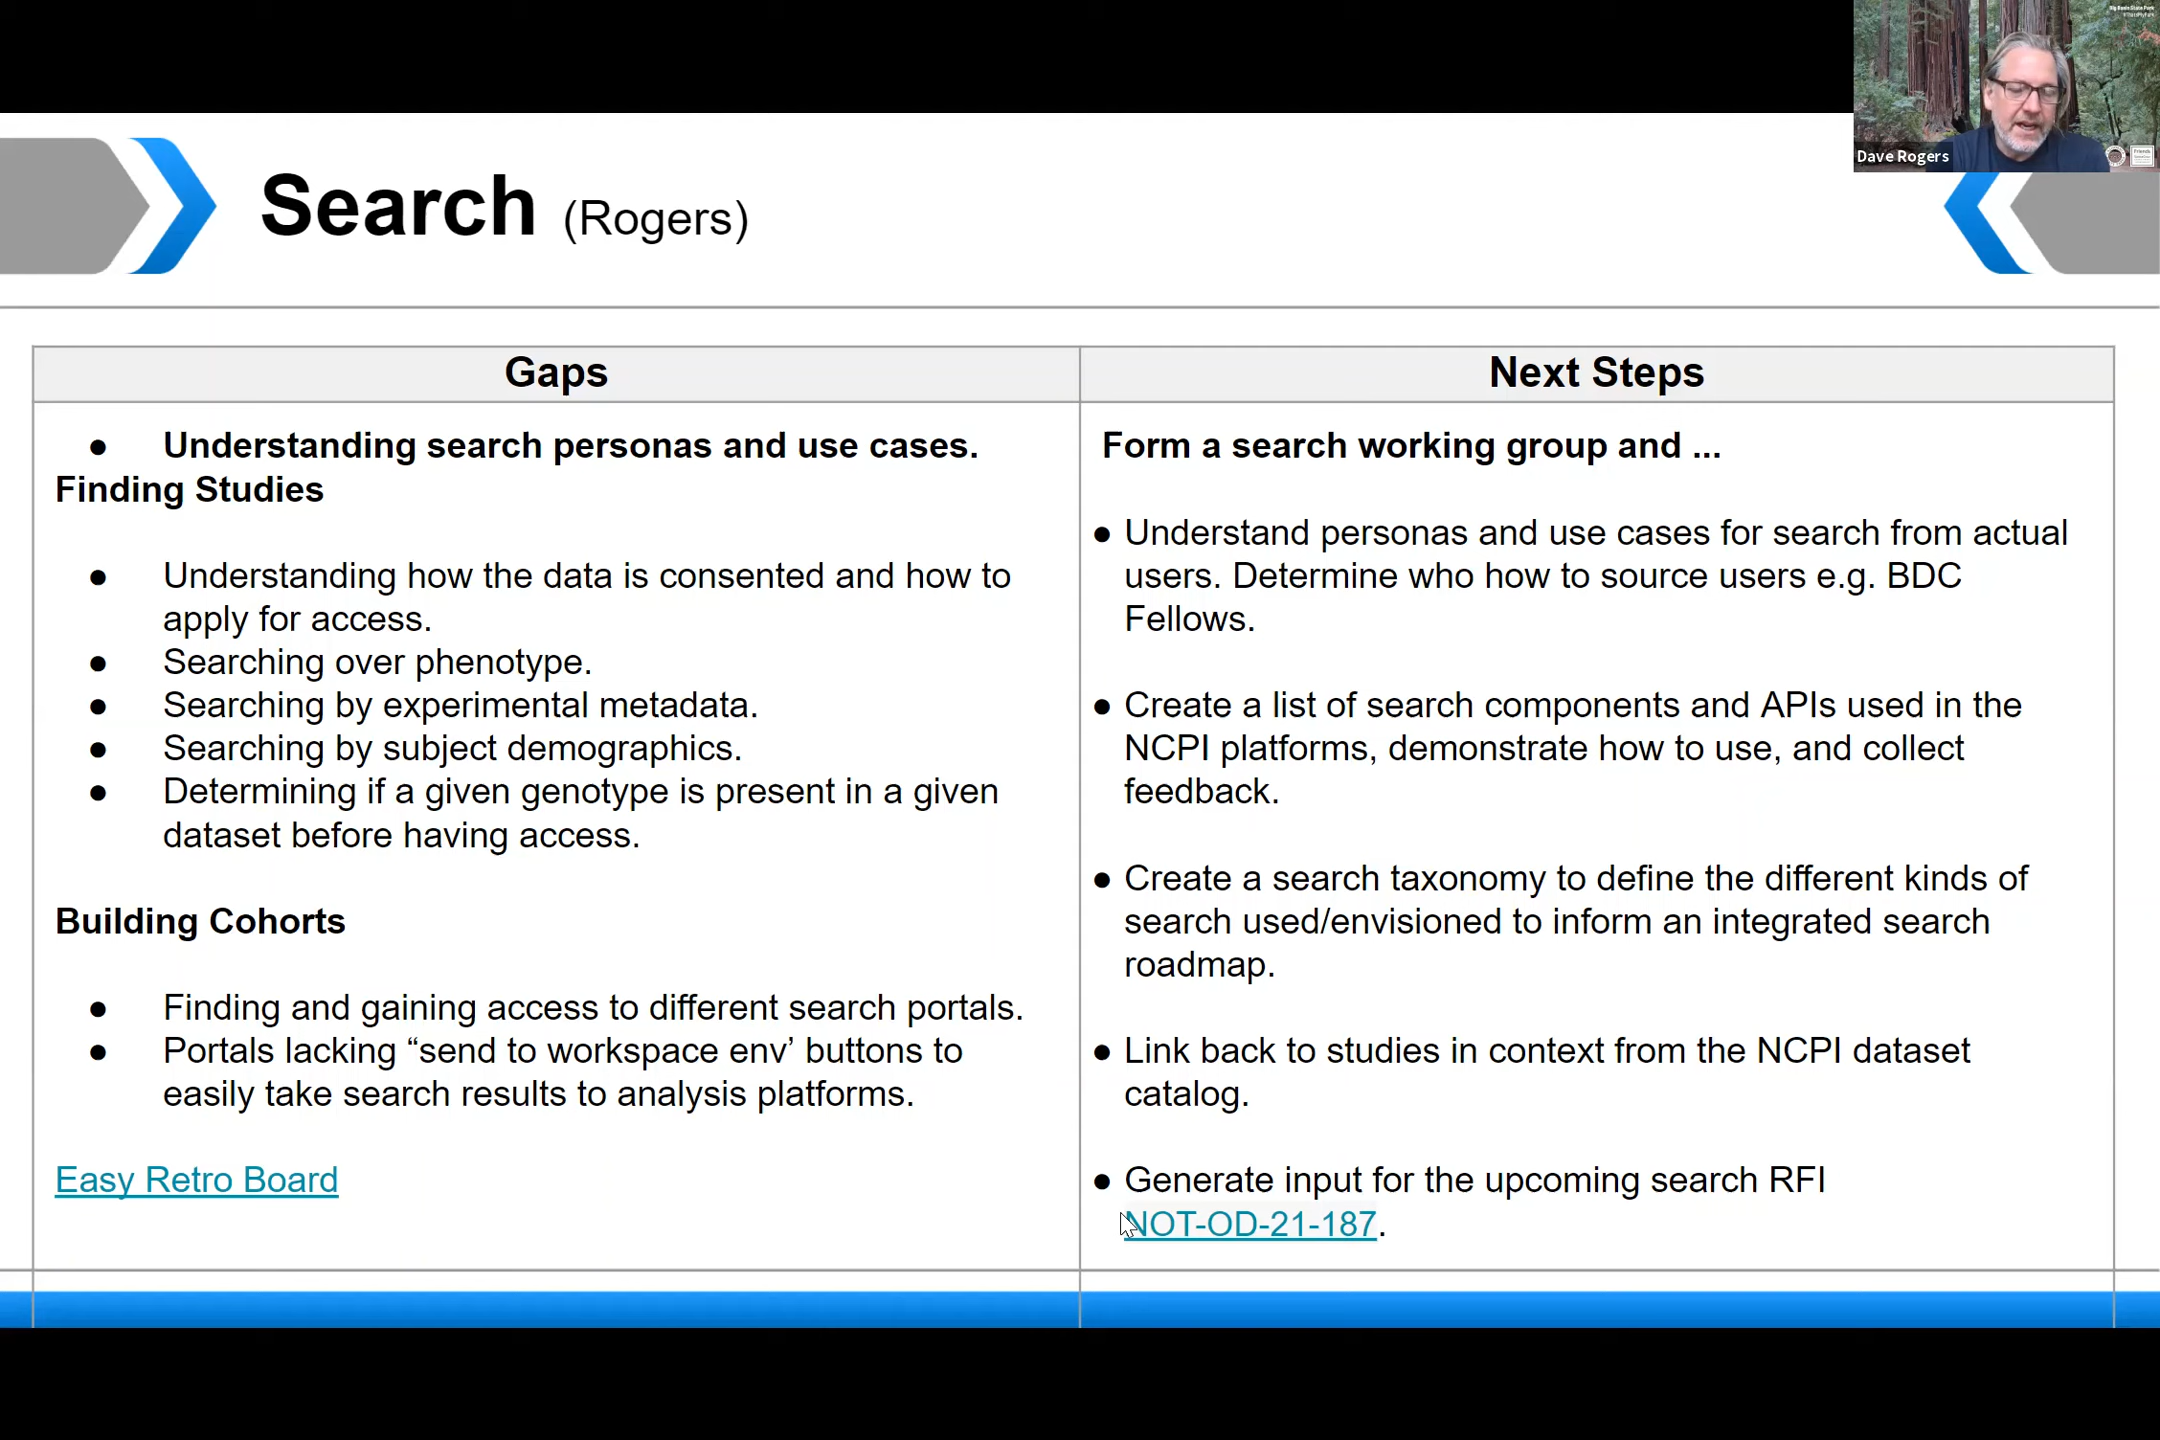 Big Basin State Park
Dave Rogers
Search (Rogers)
Gaps
Next Steps
● Understanding search personas and use cases.
Finding Studies
● Understanding how the data is consented and how to
apply for access.
● Searching over phenotype.
● Searching by experimental metadata.
● Searching by subject demographics.
● Determining if a given genotype is present in a given
dataset before having access.
Building Cohorts
● Finding and gaining access to different search portals.
● Portals lacking “send to workspace env’ buttons to
easily take search results to analysis platforms.
Easy Retro Board
Form a search working group and ...
● Understand personas and use cases for search from actual
users. Determine who how to source users e.g. BDC
Fellows.
● Create a list of search components and APIs used in the
NCPI platforms, demonstrate how to use, and collect
feedback.
● Create a search taxonomy to define the different kinds of
search used/envisioned to inform an integrated search
roadmap.
● Link back to studies in context from the NCPI dataset
catalog.
● Generate input for the upcoming search RFI
NOT-OD-21-187.